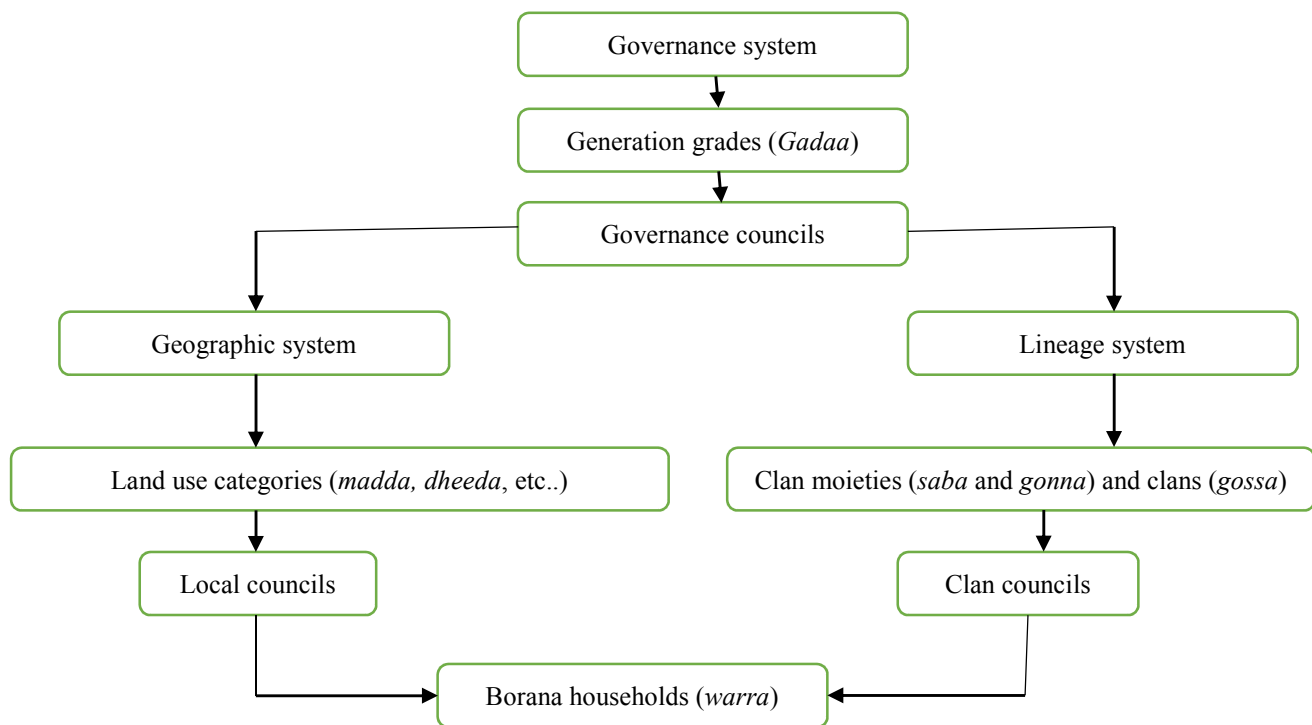 Governance system
Generation grades (Gadaa)
Governance councils
Geographic system
Lineage system
Land use categories (madda, dheeda, etc..)
Clan moieties (saba and gonna) and clans (gossa)
Local councils
Clan councils
Borana households (warra)